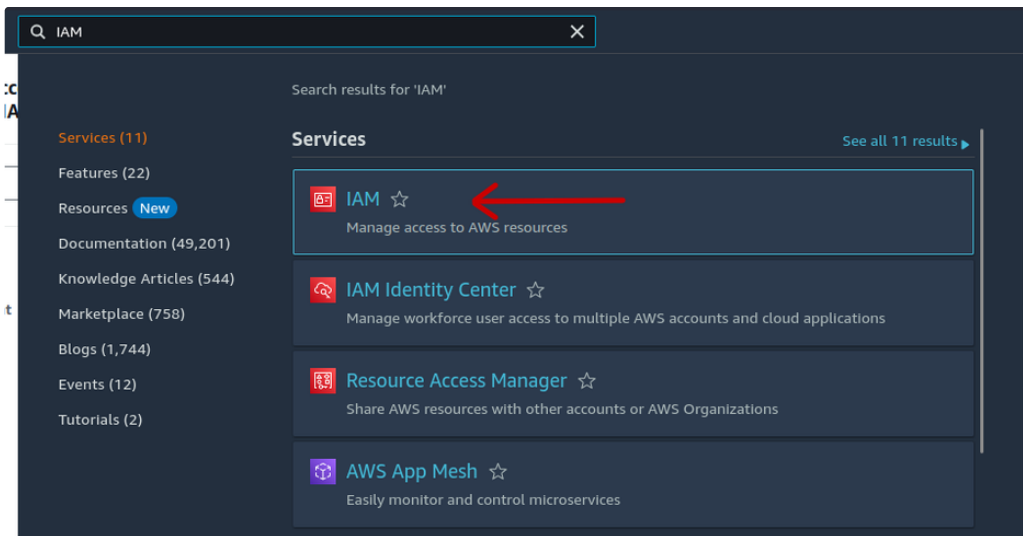 IAM
Search results for 'IAM'
Services (11)
Features (22)
Resources New
Documentation (49,201)
Knowledge Articles (544)
Marketplace (758)
Blogs (1,744)
Events (12)
Tutorials (2)
Services
See all 11 results
IAM
Manage access to AWS resources
IAM Identity Center
Manage workforce user access to multiple AWS accounts and cloud applications
Resource Access Manager
Share AWS resources with other accounts or AWS Organizations
AWS App Mesh
Easily monitor and control microservices